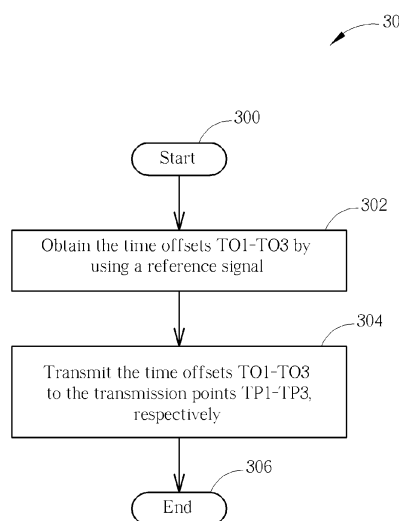 30
300
Start
302
Obtain the time offsets TO1-TO3 by
using a reference signal
304
Transmit the time offsets TO1-TO3
to the transmission points TP1-TP3,
respectively
306
End